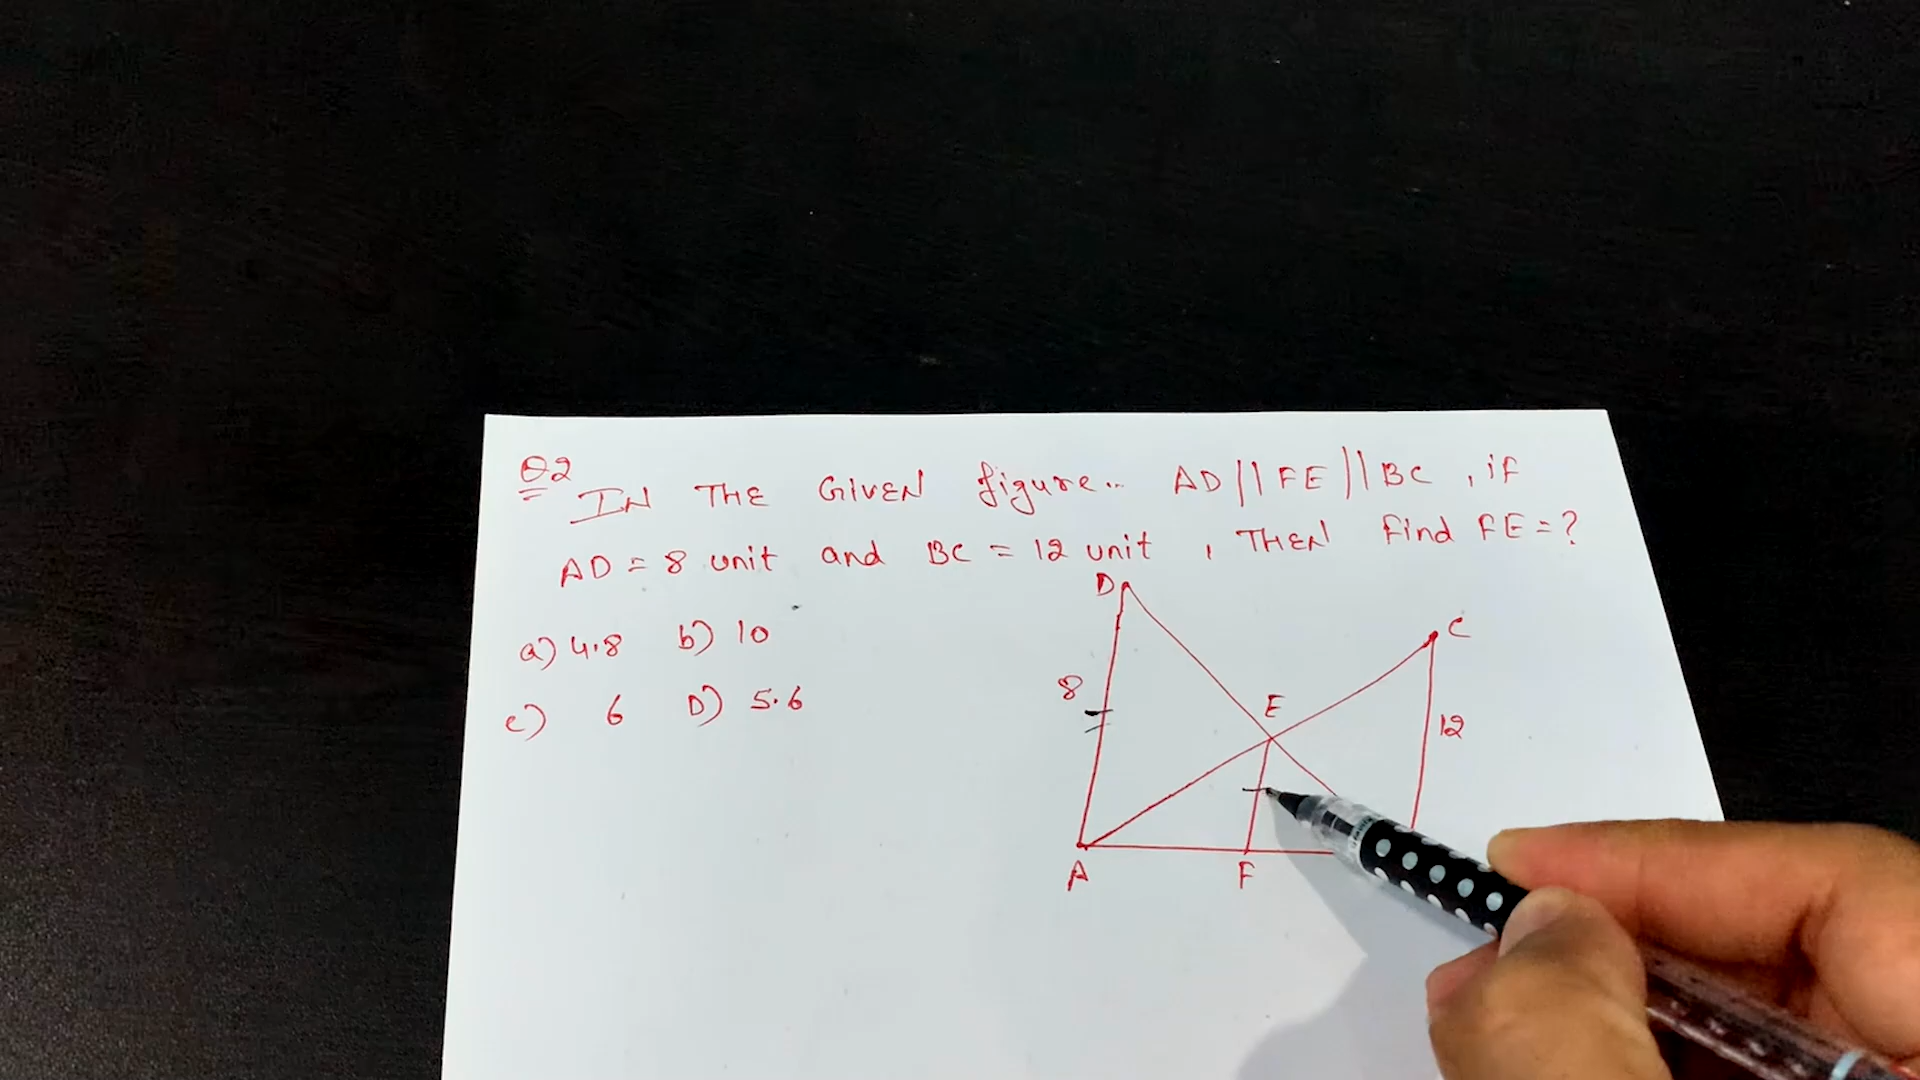 Q2
IN THE GIVEN figure... AD||FE||BC, if
AD = 8 unit and BC = 12 unit, THEN Find FE=?
a) 4.8 b) 10
c) 6 D) 5.6
D
C
8
E
12
A
F